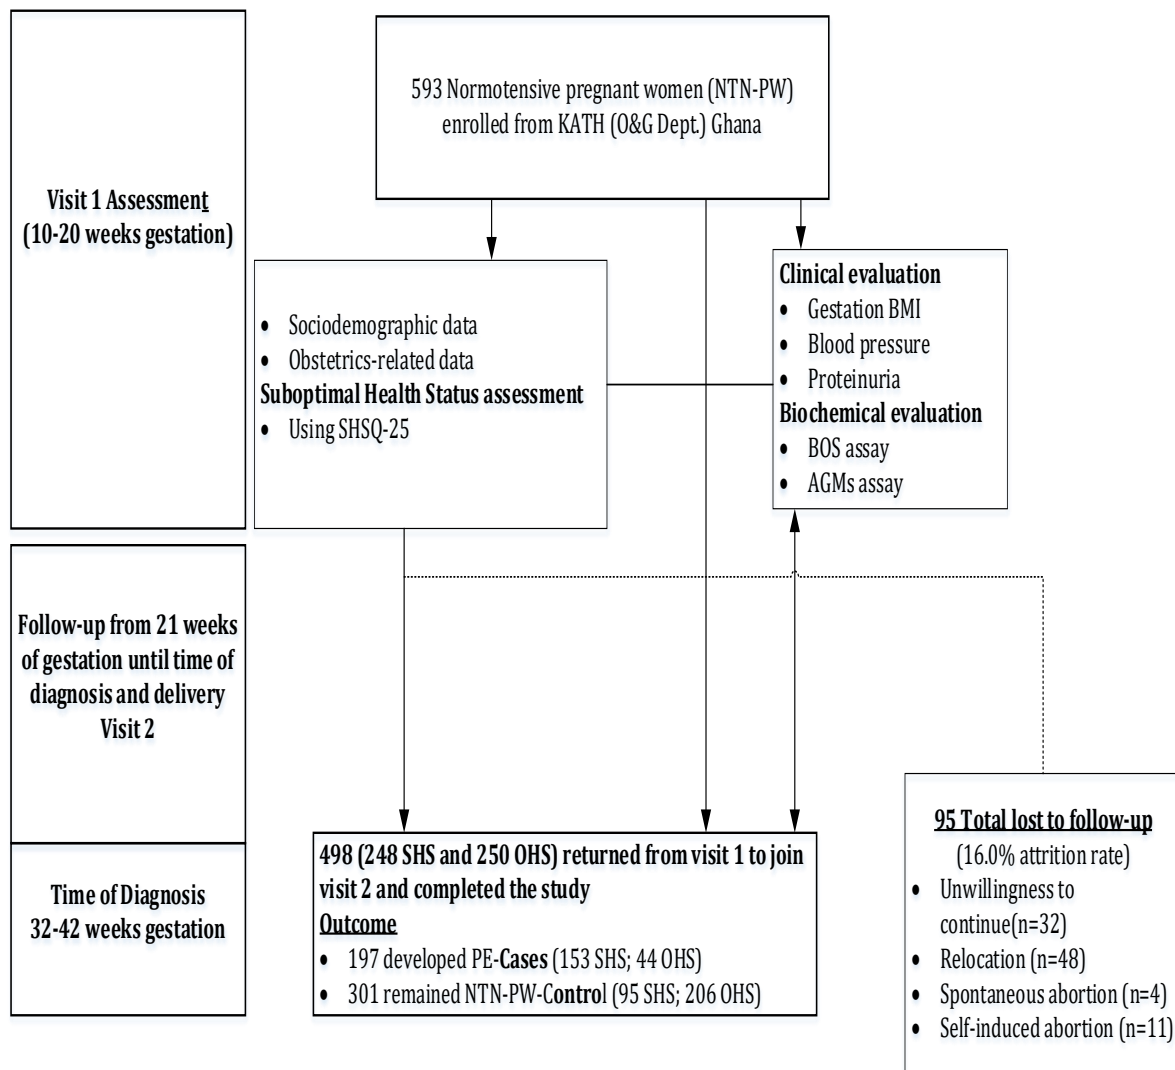 593 Normotensive pregnant women (NTN-PW)
enrolled from KATH (O&G Dept.) Ghana
Visit 1 Assessment
(10-20 weeks gestation)
• Sociodemographic data
• Obstetrics-related data
Suboptimal Health Status assessment
• Using SHSQ-25
Clinical evaluation
• Gestation BMI
• Blood pressure
• Proteinuria
Biochemical evaluation
• BOS assay
• AGMs assay
Follow-up from 21 weeks
of gestation until time of
diagnosis and delivery
Visit 2
Time of Diagnosis
32-42 weeks gestation
498 (248 SHS and 250 OHS) returned from visit 1 to join
visit 2 and completed the study
Outcome
• 197 developed PE-Cases (153 SHS; 44 OHS)
• 301 remained NTN-PW-Control (95 SHS; 206 OHS)
95 Total lost to follow-up
(16.0% attrition rate)
• Unwillingness to
continue(n=32)
• Relocation (n=48)
• Spontaneous abortion (n=4)
• Self-induced abortion (n=11)